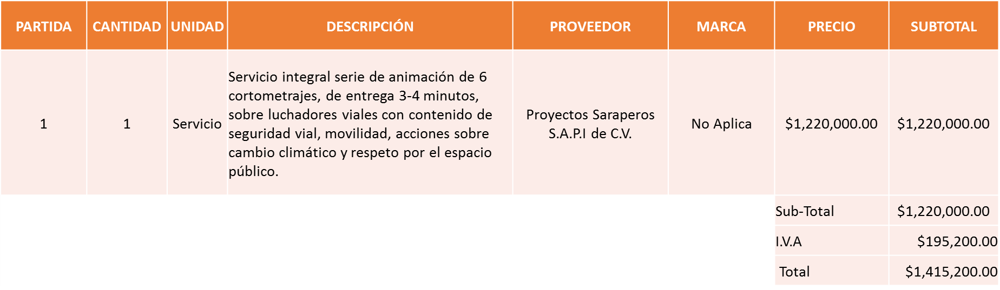 PARTIDA CANTIDAD UNIDAD DESCRIPCIÓN PROVEEDOR MARCA PRECIO SUBTOTAL
1 1 Servicio Servicio integral serie de animación de 6
cortometrajes, de entrega 3-4 minutos,
sobre luchadores viales con contenido de
seguridad vial, movilidad, acciones sobre
cambio climático y respeto por el espacio
público.
Proyectos Saraperos
S.A.P.I de C.V.
No Aplica $1,220,000.00 $1,220,000.00
Sub-Total $1,220,000.00
I.V.A $195,200.00
Total $1,415,200.00